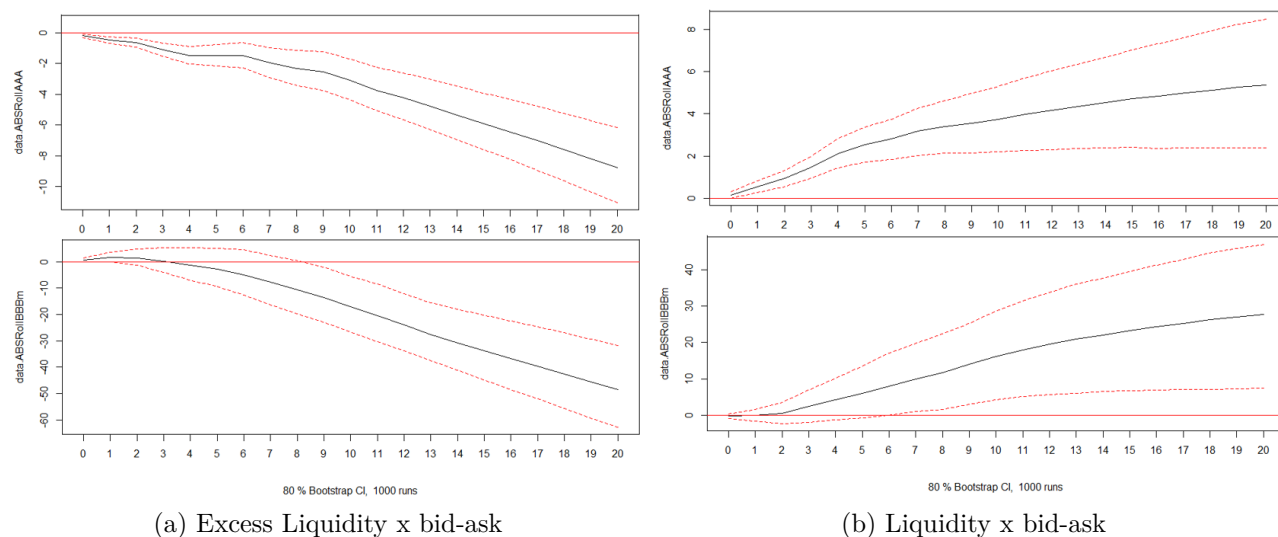 data.ABSRollAAA
0
-2
-4
-6
-8
-10
0 1 2 3 4 5 6 7 8 9 10 11 12 13 14 15 16 17 18 19 20
data.ABSRollBBBm
0
-10
-20
-30
-40
-50
-60
0 1 2 3 4 5 6 7 8 9 10 11 12 13 14 15 16 17 18 19 20
80 % Bootstrap CI, 1000 runs
(a) Excess Liquidity x bid-ask
data.ABSRollAAA
8
6
4
2
0
0 1 2 3 4 5 6 7 8 9 10 11 12 13 14 15 16 17 18 19 20
data.ABSRollBBBm
40
30
20
10
0
0 1 2 3 4 5 6 7 8 9 10 11 12 13 14 15 16 17 18 19 20
80 % Bootstrap CI, 1000 runs
(b) Liquidity x bid-ask